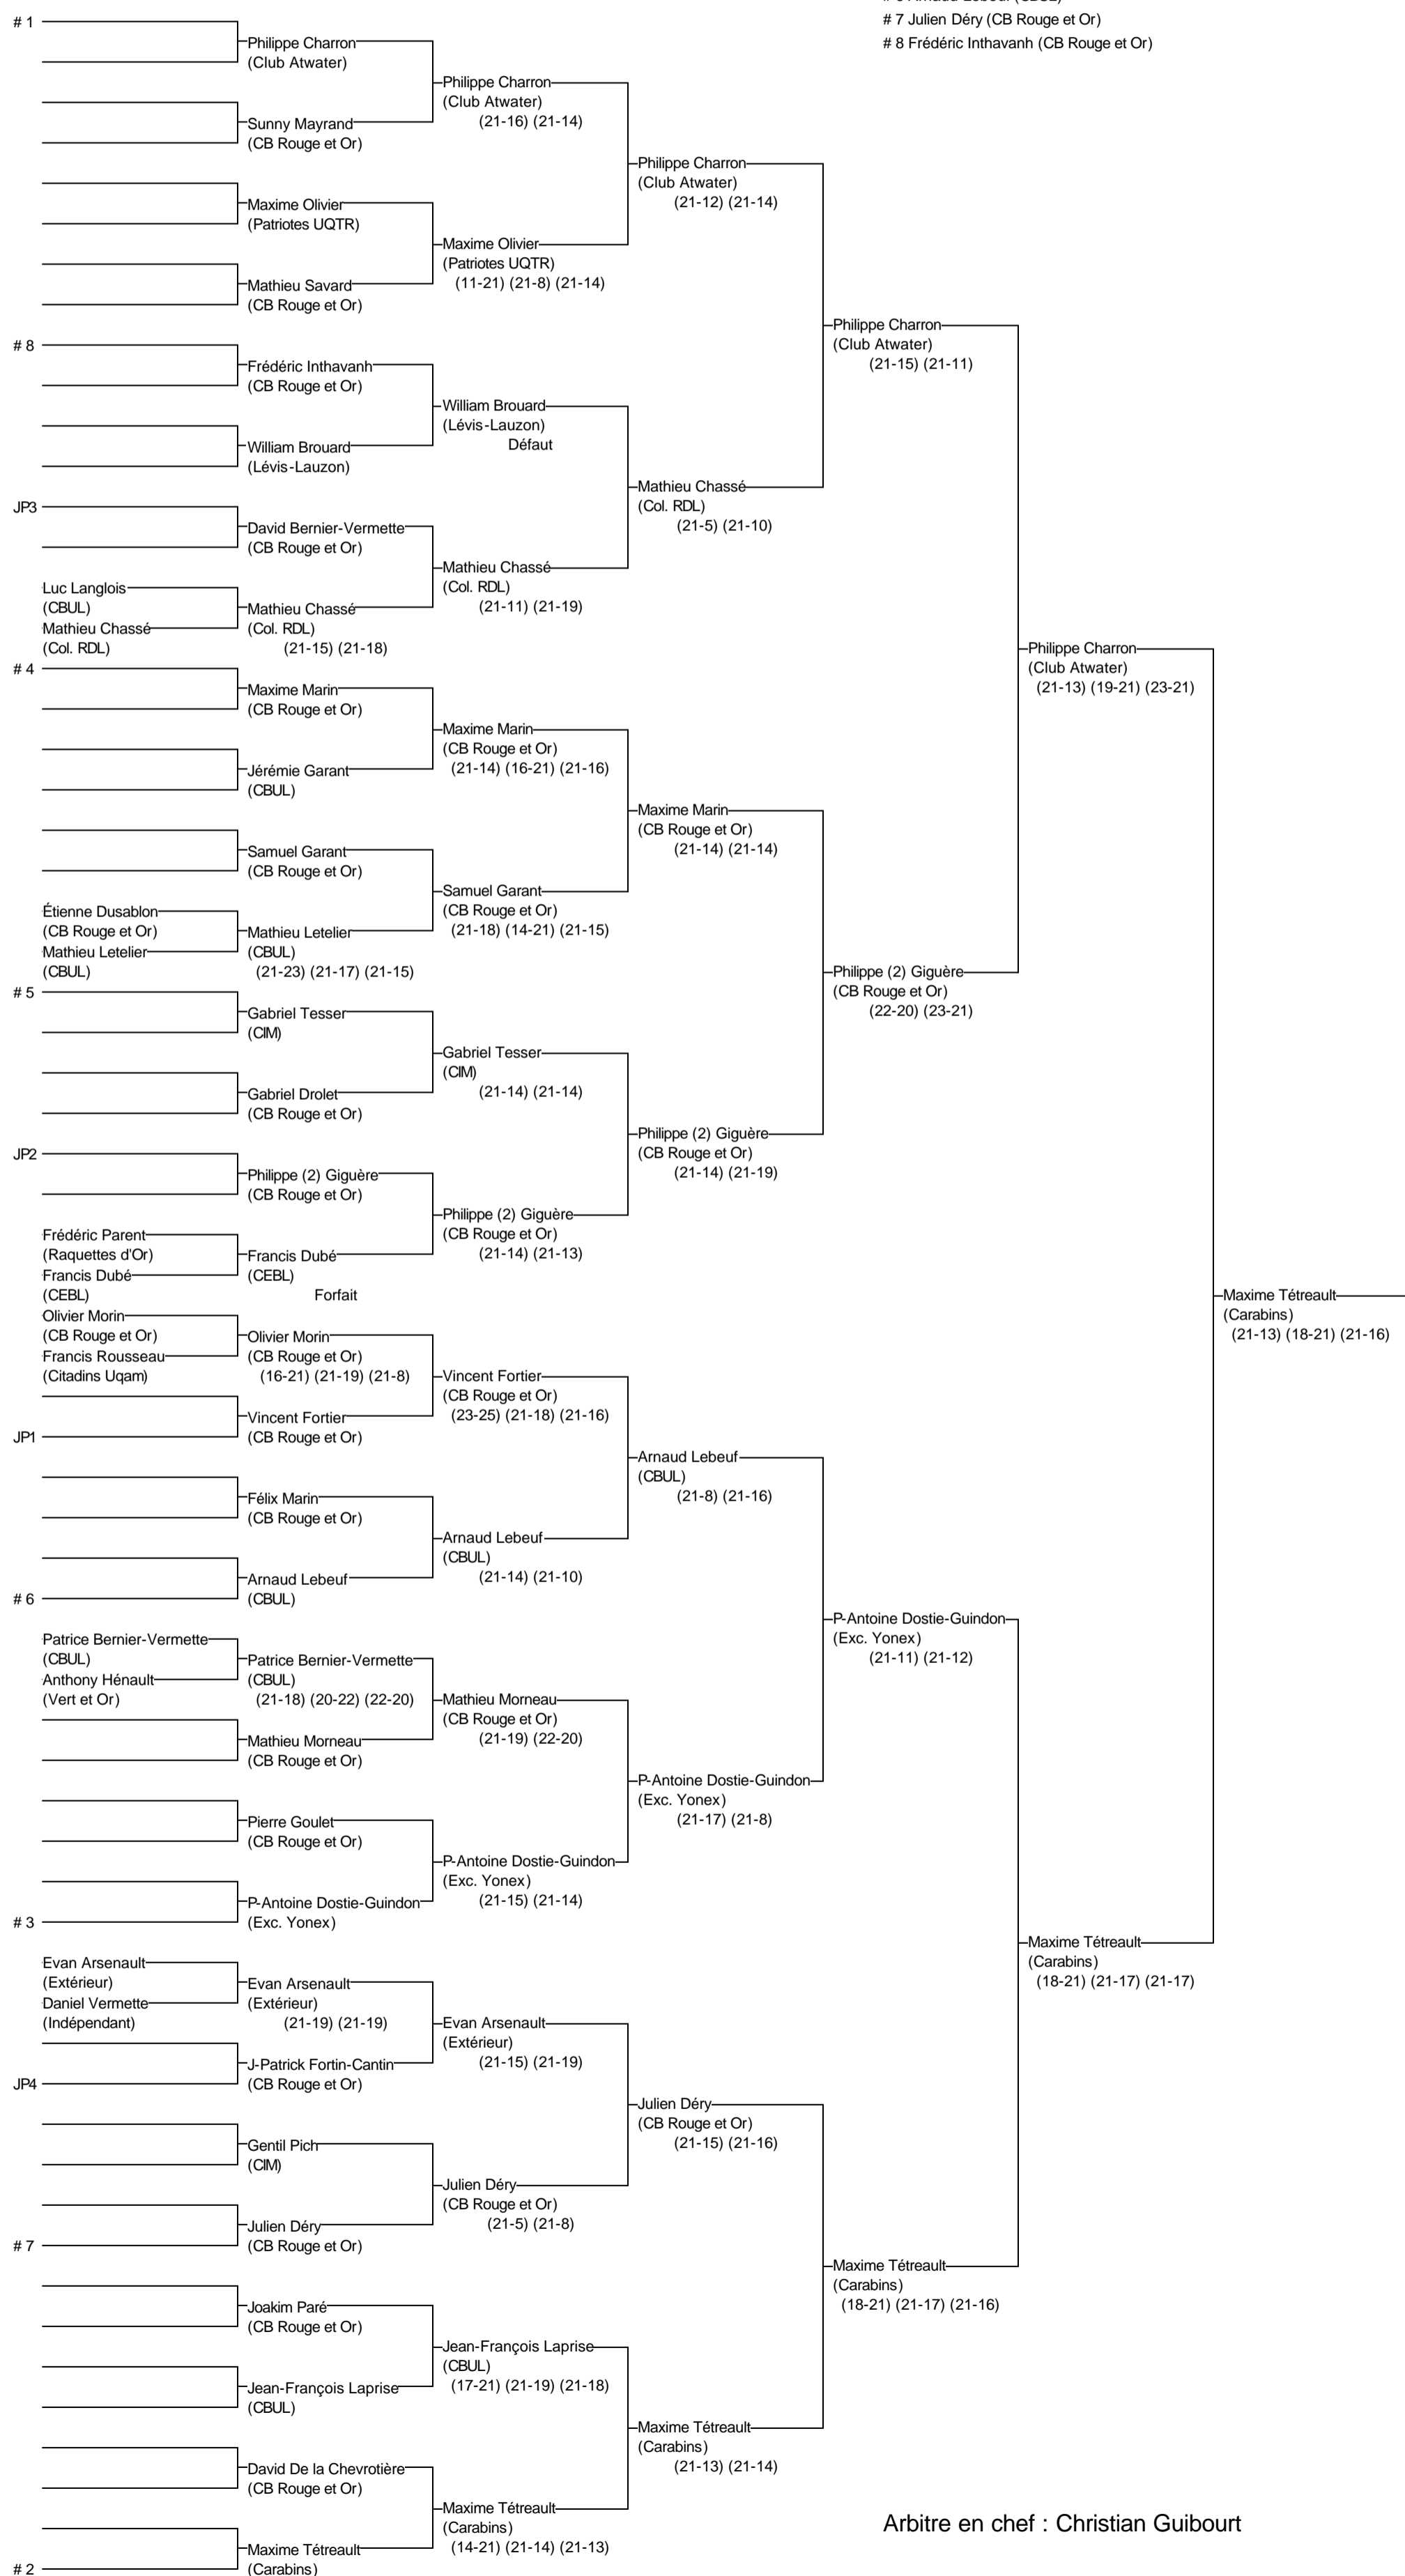 # 7 Julien Déry (CB Rouge et Or)
# 8 Frédéric Inthavanh (CB Rouge et Or)
# 1
Philippe Charron
(Club Atwater)
Philippe Charron
(Club Atwater)
(21-16) (21-14)
Sunny Mayrand
(CB Rouge et Or)
Philippe Charron
(Club Atwater)
(21-12) (21-14)
Maxime Olivier
(Patriotes UQTR)
Maxime Olivier
(Patriotes UQTR)
(11-21) (21-8) (21-14)
Mathieu Savard
(CB Rouge et Or)
Philippe Charron
(Club Atwater)
(21-15) (21-11)
# 8
Frédéric Inthavanh
(CB Rouge et Or)
William Brouard
(Lévis-Lauzon)
Défaut
William Brouard
(Lévis-Lauzon)
Mathieu Chassé
(Col. RDL)
(21-5) (21-10)
JP3
David Bernier-Vermette
(CB Rouge et Or)
Mathieu Chassé
(Col. RDL)
(21-11) (21-19)
Luc Langlois
(CBUL)
Mathieu Chassé
(Col. RDL)
Mathieu Chassé
(Col. RDL)
(21-15) (21-18)
Philippe Charron
(Club Atwater)
(21-13) (19-21) (23-21)
# 4
Maxime Marin
(CB Rouge et Or)
Maxime Marin
(CB Rouge et Or)
(21-14) (16-21) (21-16)
Jérémie Garant
(CBUL)
Maxime Marin
(CB Rouge et Or)
(21-14) (21-14)
Samuel Garant
(CB Rouge et Or)
Samuel Garant
(CB Rouge et Or)
(21-18) (14-21) (21-15)
Étienne Dusablon
(CB Rouge et Or)
Mathieu Letelier
(CBUL)
Mathieu Letelier
(CBUL)
(21-23) (21-17) (21-15)
Philippe (2) Giguère
(CB Rouge et Or)
(22-20) (23-21)
# 5
Gabriel Tesser
(CIM)
Gabriel Tesser
(CIM)
(21-14) (21-14)
Gabriel Drolet
(CB Rouge et Or)
Philippe (2) Giguère
(CB Rouge et Or)
(21-14) (21-19)
JP2
Philippe (2) Giguère
(CB Rouge et Or)
Philippe (2) Giguère
(CB Rouge et Or)
(21-14) (21-13)
Frédéric Parent
(Raquettes d'Or)
Francis Dubé
(CEBL)
Francis Dubé
(CEBL)
Forfait
Maxime Tétreault
(Carabins)
(21-13) (18-21) (21-16)
Olivier Morin
(CB Rouge et Or)
Francis Rousseau
(Citadins Uqam)
Olivier Morin
(CB Rouge et Or)
(16-21) (21-19) (21-8)
Vincent Fortier
(CB Rouge et Or)
(23-25) (21-18) (21-16)
Vincent Fortier
(CB Rouge et Or)
JP1
Arnaud Lebeuf
(CBUL)
(21-8) (21-16)
Félix Marin
(CB Rouge et Or)
Arnaud Lebeuf
(CBUL)
(21-14) (21-10)
Arnaud Lebeuf
(CBUL)
# 6
P-Antoine Dostie-Guindon
(Exc. Yonex)
(21-11) (21-12)
Patrice Bernier-Vermette
(CBUL)
Anthony Hénault
(Vert et Or)
Patrice Bernier-Vermette
(CBUL)
(21-18) (20-22) (22-20)
Mathieu Morneau
(CB Rouge et Or)
(21-19) (22-20)
Mathieu Morneau
(CB Rouge et Or)
P-Antoine Dostie-Guindon
(Exc. Yonex)
(21-17) (21-8)
Pierre Goulet
(CB Rouge et Or)
P-Antoine Dostie-Guindon
(Exc. Yonex)
(21-15) (21-14)
P-Antoine Dostie-Guindon
(Exc. Yonex)
# 3
Maxime Tétreault
(Carabins)
(18-21) (21-17) (21-17)
Evan Arsenault
(Extérieur)
Daniel Vermette
(Indépendant)
Evan Arsenault
(Extérieur)
(21-19) (21-19)
Evan Arsenault
(Extérieur)
(21-15) (21-19)
J-Patrick Fortin-Cantin
(CB Rouge et Or)
JP4
Julien Déry
(CB Rouge et Or)
(21-15) (21-16)
Gentil Pich
(CIM)
Julien Déry
(CB Rouge et Or)
(21-5) (21-8)
Julien Déry
(CB Rouge et Or)
# 7
Maxime Tétreault
(Carabins)
(18-21) (21-17) (21-16)
Joakim Paré
(CB Rouge et Or)
Jean-François Laprise
(CBUL)
(17-21) (21-19) (21-18)
Jean-François Laprise
(CBUL)
Maxime Tétreault
(Carabins)
(21-13) (21-14)
David De la Chevrotière
(CB Rouge et Or)
Maxime Tétreault
(Carabins)
(14-21) (21-14) (21-13)
Maxime Tétreault
(Carabins)
# 2
Arbitre en chef : Christian Guibourt